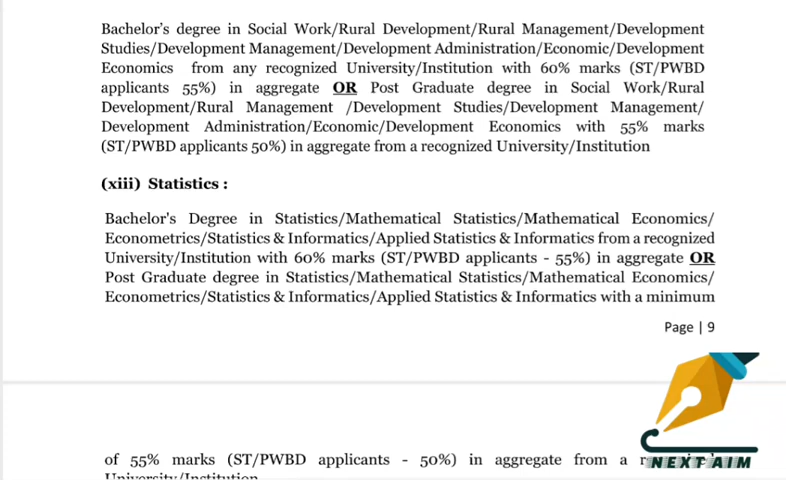 Bachelor’s degree in Social Work/Rural Development/Rural Management/Development
Studies/Development Management/Development Administration/Economic/Development
Economics from any recognized University/Institution with 60% marks (ST/PWBD
applicants 55%) in aggregate OR Post Graduate degree in Social Work/Rural
Development/Rural Management /Development Studies/Development Management/
Development Administration/Economic/Development Economics with 55% marks
(ST/PWBD applicants 50%) in aggregate from a recognized University/Institution
(xiii) Statistics :
Bachelor's Degree in Statistics/Mathematical Statistics/Mathematical Economics/
Econometrics/Statistics & Informatics/Applied Statistics & Informatics from a recognized
University/Institution with 60% marks (ST/PWBD applicants - 55%) in aggregate OR
Post Graduate degree in Statistics/Mathematical Statistics/Mathematical Economics/
Econometrics/Statistics & Informatics/Applied Statistics & Informatics with a minimum
Page | 9
of 55% marks (ST/PWBD applicants - 50%) in aggregate from a
NEXT AIM
University/Institution